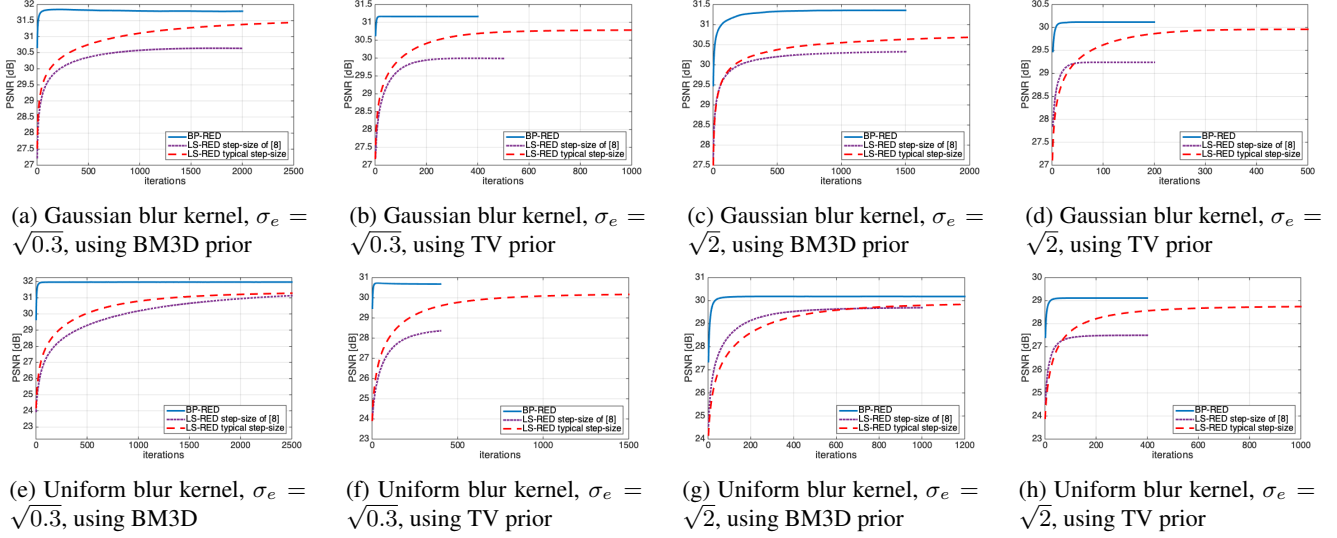 32
31.5
31
30.5
30
29.5
29
28.5
28
27.5
27
PSNR [dB]
0 500 1000 1500 2000 2500
iterations
BP-RED
LS-RED step-size of [8]
LS-RED typical step-size
(a) Gaussian blur kernel, σ_e =
√0.3, using BM3D prior
31.5
31
30.5
30
29.5
29
28.5
28
27.5
27
PSNR [dB]
0 200 400 600 800 1000
iterations
BP-RED
LS-RED step-size of [8]
LS-RED typical step-size
(b) Gaussian blur kernel, σ_e =
√0.3, using TV prior
31.5
31
30.5
30
29.5
29
28.5
28
27.5
PSNR [dB]
0 500 1000 1500 2000
iterations
BP-RED
LS-RED step-size of [8]
LS-RED typical step-size
(c) Gaussian blur kernel, σ_e =
√2, using BM3D prior
30.5
30
29.5
29
28.5
28
27.5
27
PSNR [dB]
0 100 200 300 400 500
iterations
BP-RED
LS-RED step-size of [8]
LS-RED typical step-size
(d) Gaussian blur kernel, σ_e =
√2, using TV prior
32
31
30
29
28
27
26
25
24
23
PSNR [dB]
0 500 1000 1500 2000 2500
iterations
BP-RED
LS-RED step-size of [8]
LS-RED typical step-size
(e) Uniform blur kernel, σ_e =
√0.3, using BM3D
31
30
29
28
27
26
25
24
23
PSNR [dB]
0 500 1000 1500
iterations
BP-RED
LS-RED step-size of [8]
LS-RED typical step-size
(f) Uniform blur kernel, σ_e =
√0.3, using TV prior
31
30
29
28
27
26
25
24
PSNR [dB]
0 200 400 600 800 1000 1200
iterations
BP-RED
LS-RED step-size of [8]
LS-RED typical step-size
(g) Uniform blur kernel, σ_e =
√2, using BM3D prior
30
29
28
27
26
25
24
23
PSNR [dB]
0 200 400 600 800 1000
iterations
BP-RED
LS-RED step-size of [8]
LS-RED typical step-size
(h) Uniform blur kernel, σ_e =
√2, using TV prior